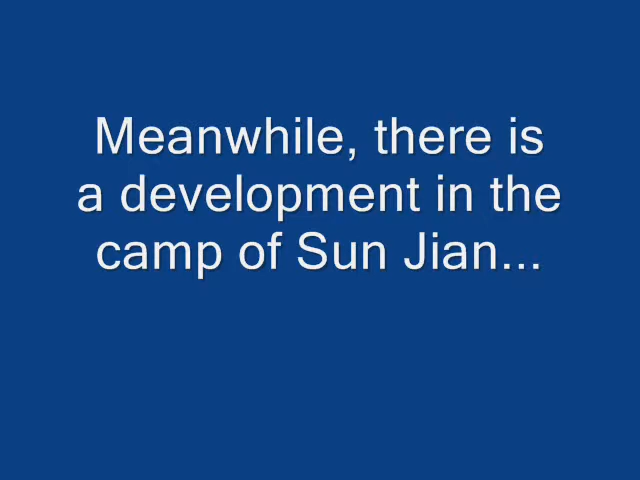 Meanwhile, there is
a development in the
camp of Sun Jian...